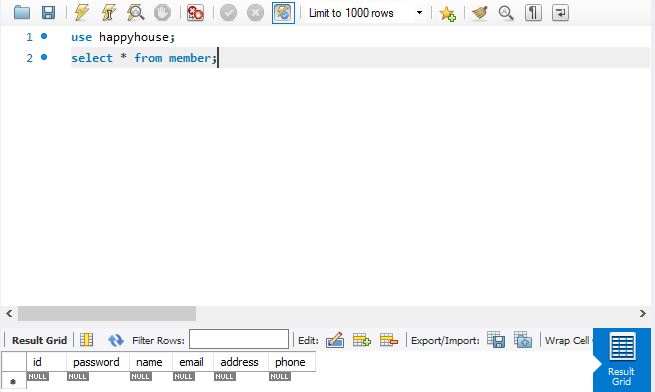 Limit to 1000 rows
1 use happyhouse;
2 select * from member;
Result Grid Filter Rows: Edit: Export/Import: Wrap Cell
id password name email address phone
NULL NULL NULL NULL NULL NULL
Result
Grid